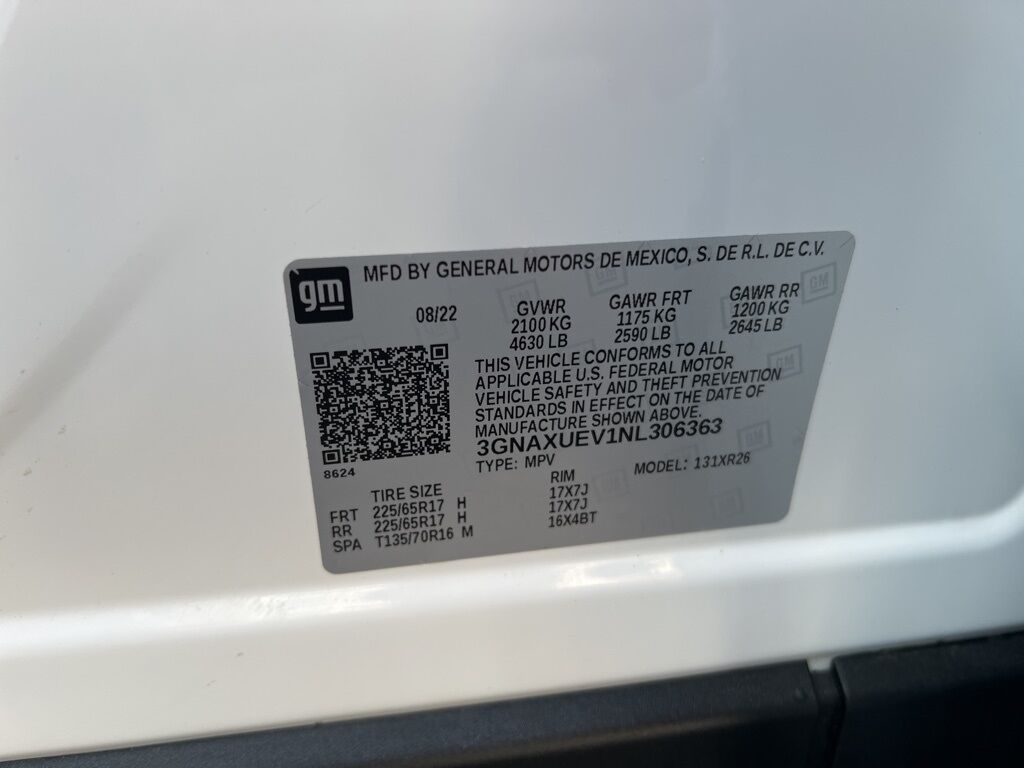 gm
MFD BY GENERAL MOTORS DE MEXICO, S. DE R.L. DE C.V.
08/22 GVWR GAWR FRT GAWR RR
2100 KG 1175 KG 1200 KG
4630 LB 2590 LB 2645 LB
THIS VEHICLE CONFORMS TO ALL
APPLICABLE U.S. FEDERAL MOTOR
VEHICLE SAFETY AND THEFT PREVENTION
STANDARDS IN EFFECT ON THE DATE OF
MANUFACTURE SHOWN ABOVE.
3GNAXUEV1NL306363
8624
TYPE: MPV MODEL: 131XR26
TIRE SIZE RIM
FRT 225/65R17 H 17X7J
RR 225/65R17 H 17X7J
SPA T135/70R16 M 16X4BT